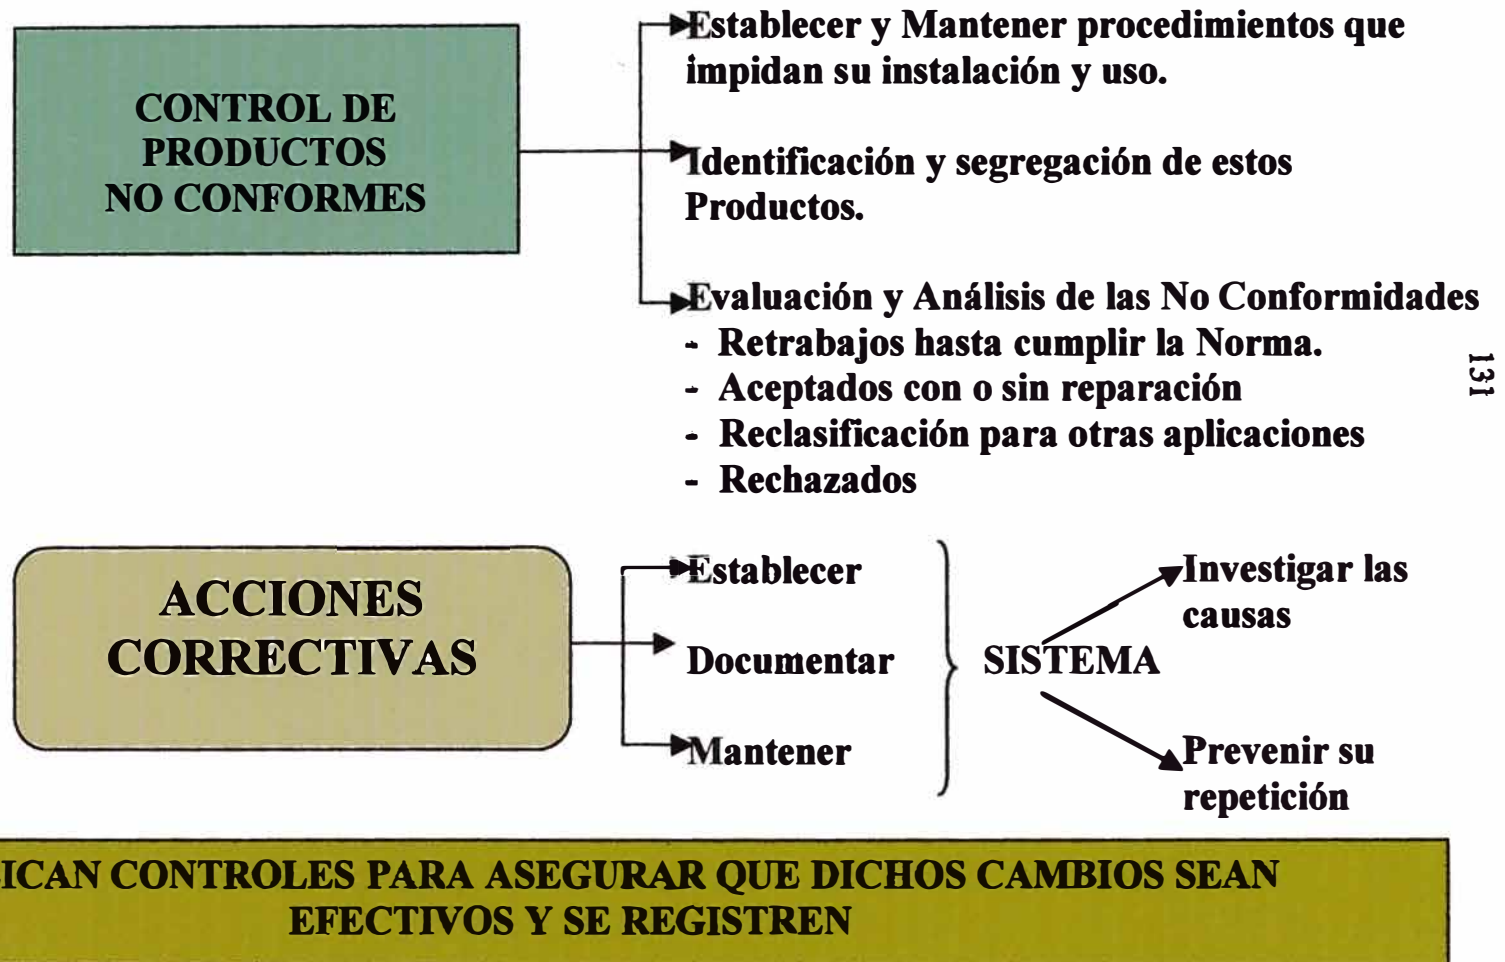 CONTROL DE
PRODUCTOS
NO CONFORMES
Establecer y Mantener procedimientos que
impidan su instalación y uso.
Identificación y segregación de estos
Productos.
Evaluación y Análisis de las No Conformidades
- Retrabajos hasta cumplir la Norma.
- Aceptados con o sin reparación
- Reclasificación para otras aplicaciones
- Rechazados
131
ACCIONES
CORRECTIVAS
Establecer
Documentar
Mantener
SISTEMA
Investigar las
causas
Prevenir su
repetición
CONTROLES PARA ASEGURAR QUE DICHOS CAMBIOS SEAN
EFECTIVOS Y SE REGISTREN